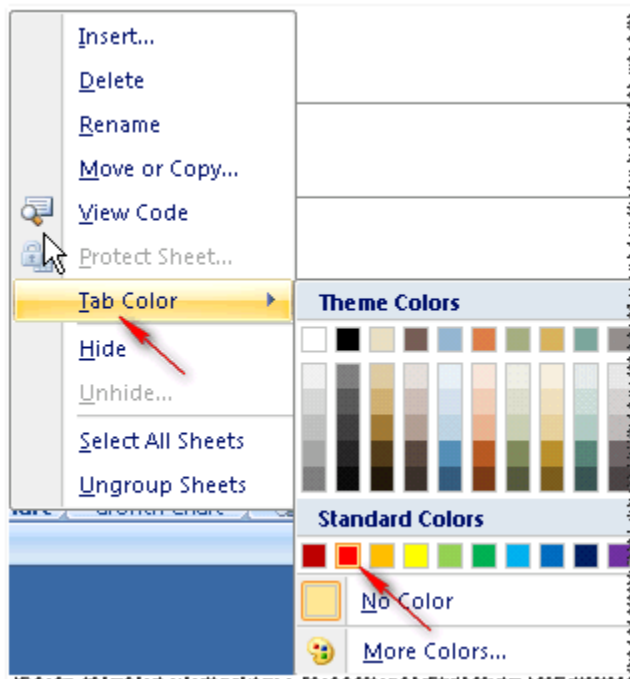 Insert...
Delete
Rename
Move or Copy...
View Code
Protect Sheet...
Tab Color
Hide
Unhide...
Select All Sheets
Ungroup Sheets
Theme Colors
Standard Colors
No Color
More Colors...